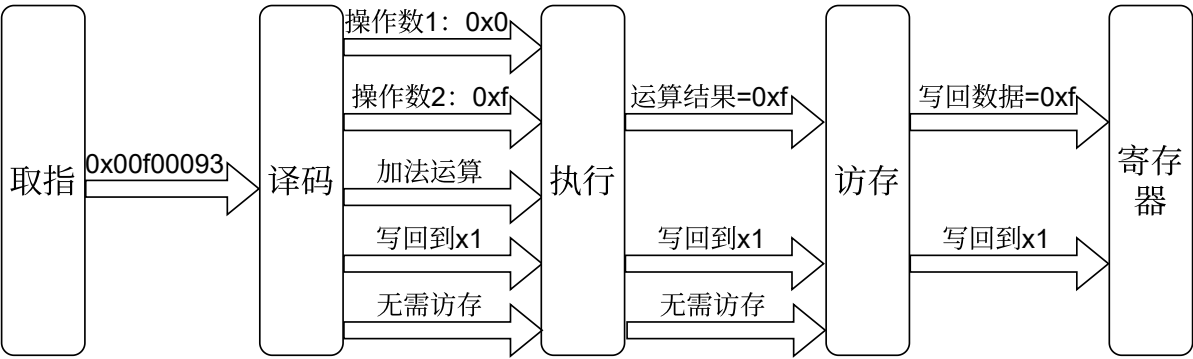 取指
0x00f00093
译码
操作数1：0x0
操作数2：0xf
加法运算
写回到x1
无需访存
执行
运算结果=0xf
写回到x1
无需访存
访存
写回数据=0xf
写回到x1
寄存
器